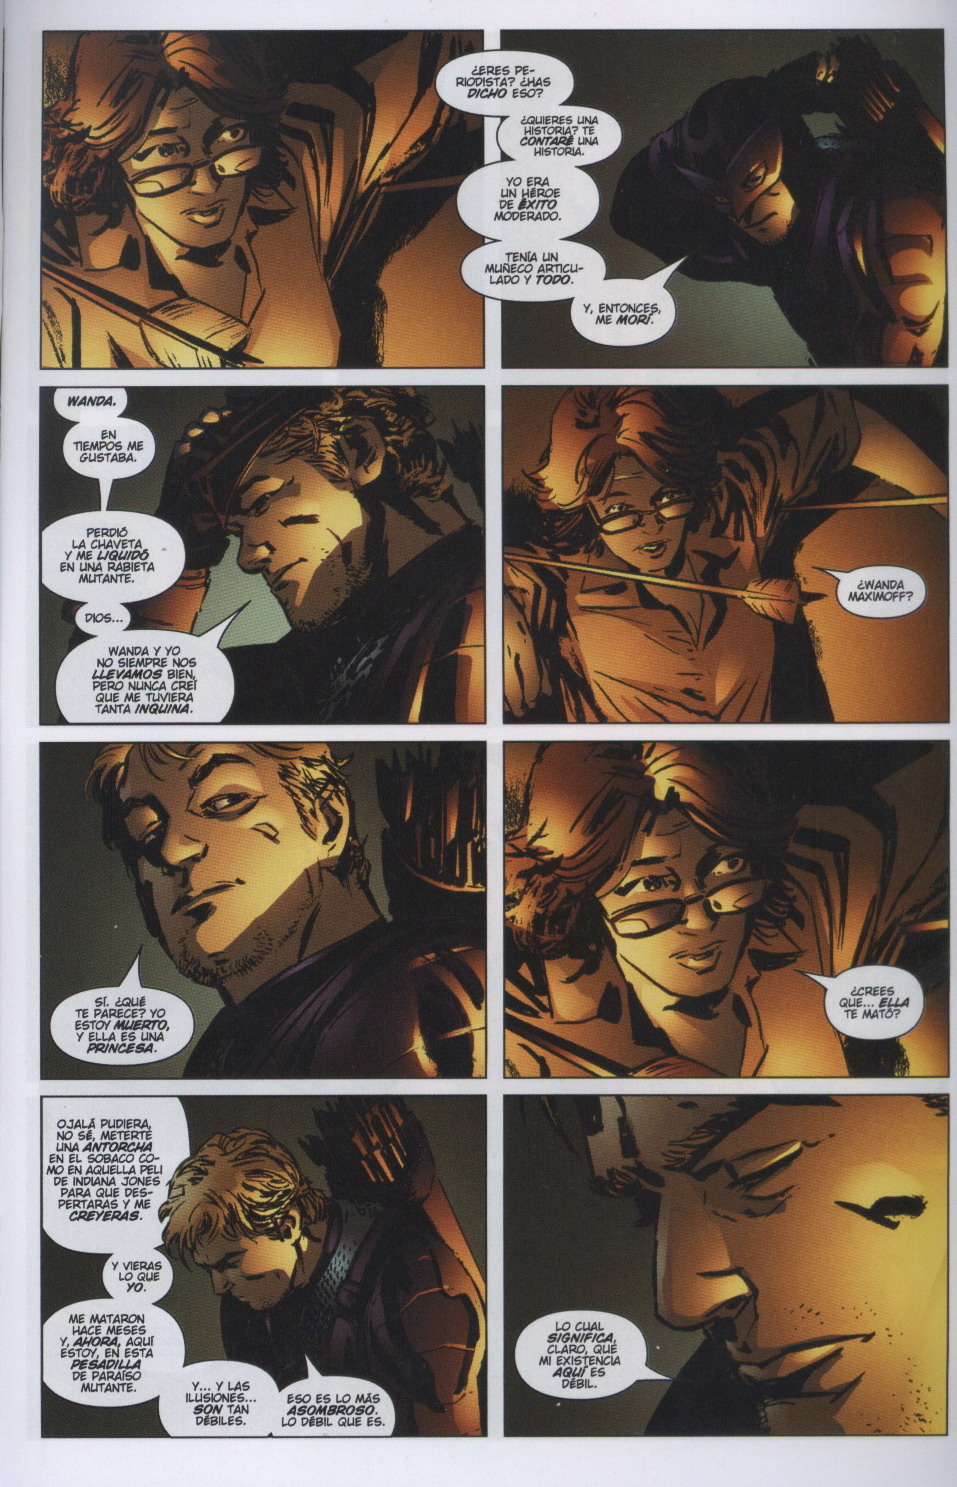 ¿ERES PE-
RIODISTA? ¿HAS
DICHO ESO?
¿QUIERES UNA
HISTORIA? TE
CONTARÉ UNA
HISTORIA.
YO ERA
UN HÉROE
DE ÉXITO
MODERADO.
TENÍA UN
MUÑECO ARTICU-
LADO Y TODO.
Y, ENTONCES,
ME MORÍ.
WANDA.
EN
TIEMPOS ME
GUSTABA.
PERDIÓ
LA CHAVETA
Y ME LIQUIDÓ
EN UNA RABIETA
MUTANTE.
DIOS...
WANDA Y YO
NO SIEMPRE NOS
LLEVAMOS BIEN,
PERO NUNCA CREÍ
QUE ME TUVIERA
TANTA INQUINA.
¿WANDA
MAXIMOFF?
SÍ. ¿QUÉ
TE PARECE? YO
ESTOY MUERTO,
Y ELLA ES UNA
PRINCESA.
¿CREES
QUE... ELLA
TE MATÓ?
OJALÁ PUDIERA,
NO SÉ, METERTE
UNA ANTORCHA
EN EL SOBACO CO-
MO EN AQUELLA PELI
DE INDIANA JONES
PARA QUE DES-
PERTARAS Y ME
CREYERAS.
Y VIERAS
LO QUE
YO.
ME MATARON
HACE MESES
Y, AHORA, AQUÍ
ESTOY, EN ESTA
PESADILLA
DE PARAÍSO
MUTANTE.
Y... Y LAS
ILUSIONES...
SON TAN
DÉBILES.
ESO ES LO MÁS
ASOMBROSO.
LO DÉBIL QUE ES.
LO CUAL
SIGNIFICA,
CLARO, QUE
MI EXISTENCIA
AQUÍ ES
DÉBIL.